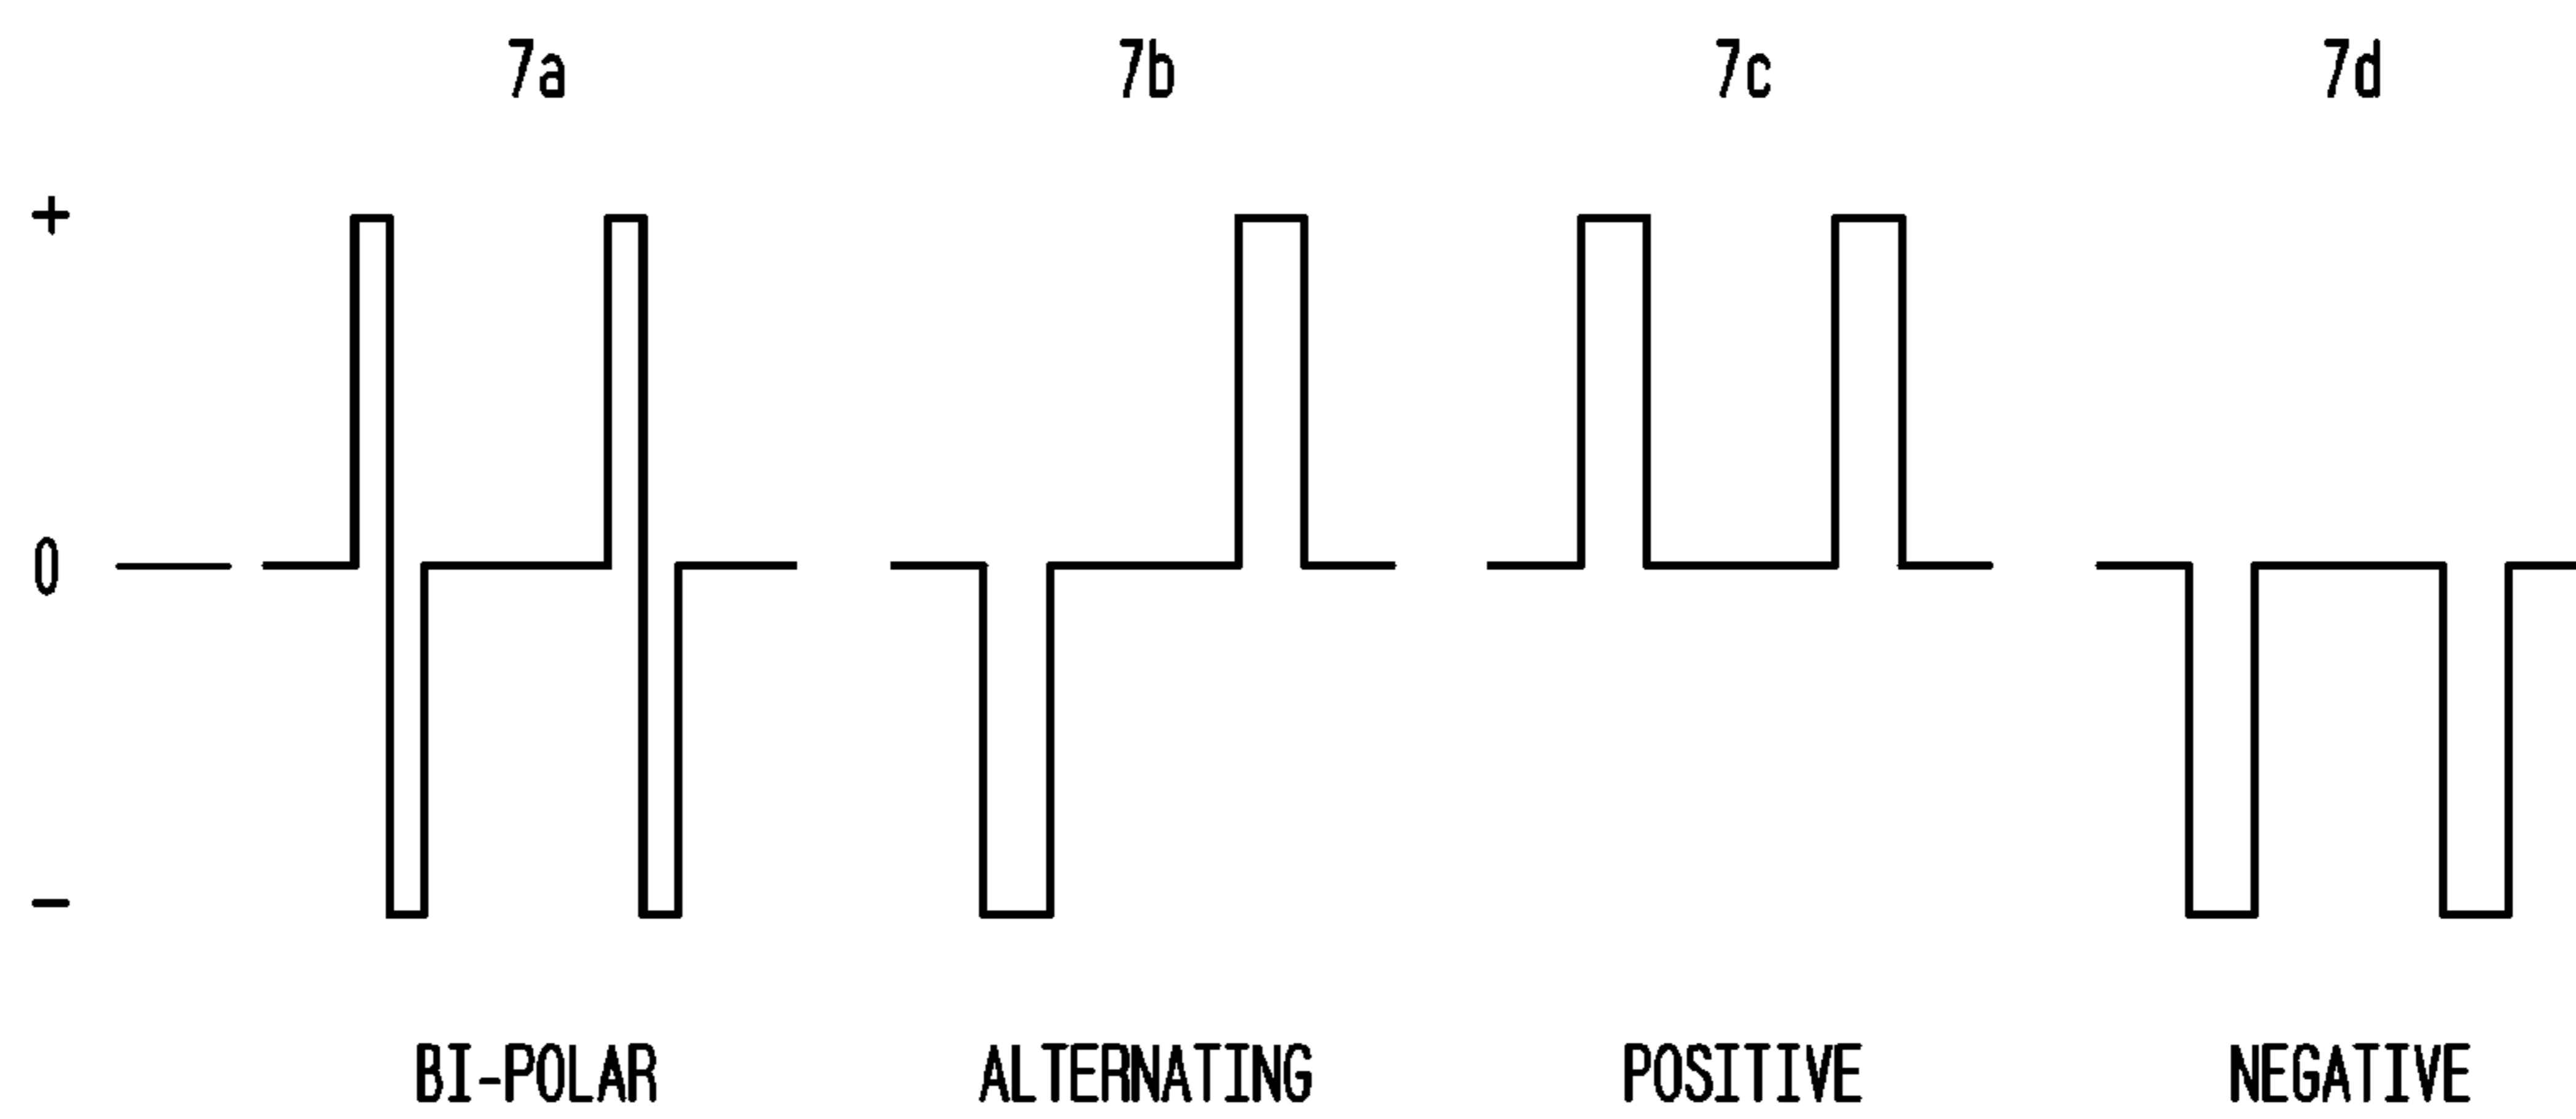 7a 7b 7c 7d
+
0
-
BI-POLAR ALTERNATING POSITIVE NEGATIVE